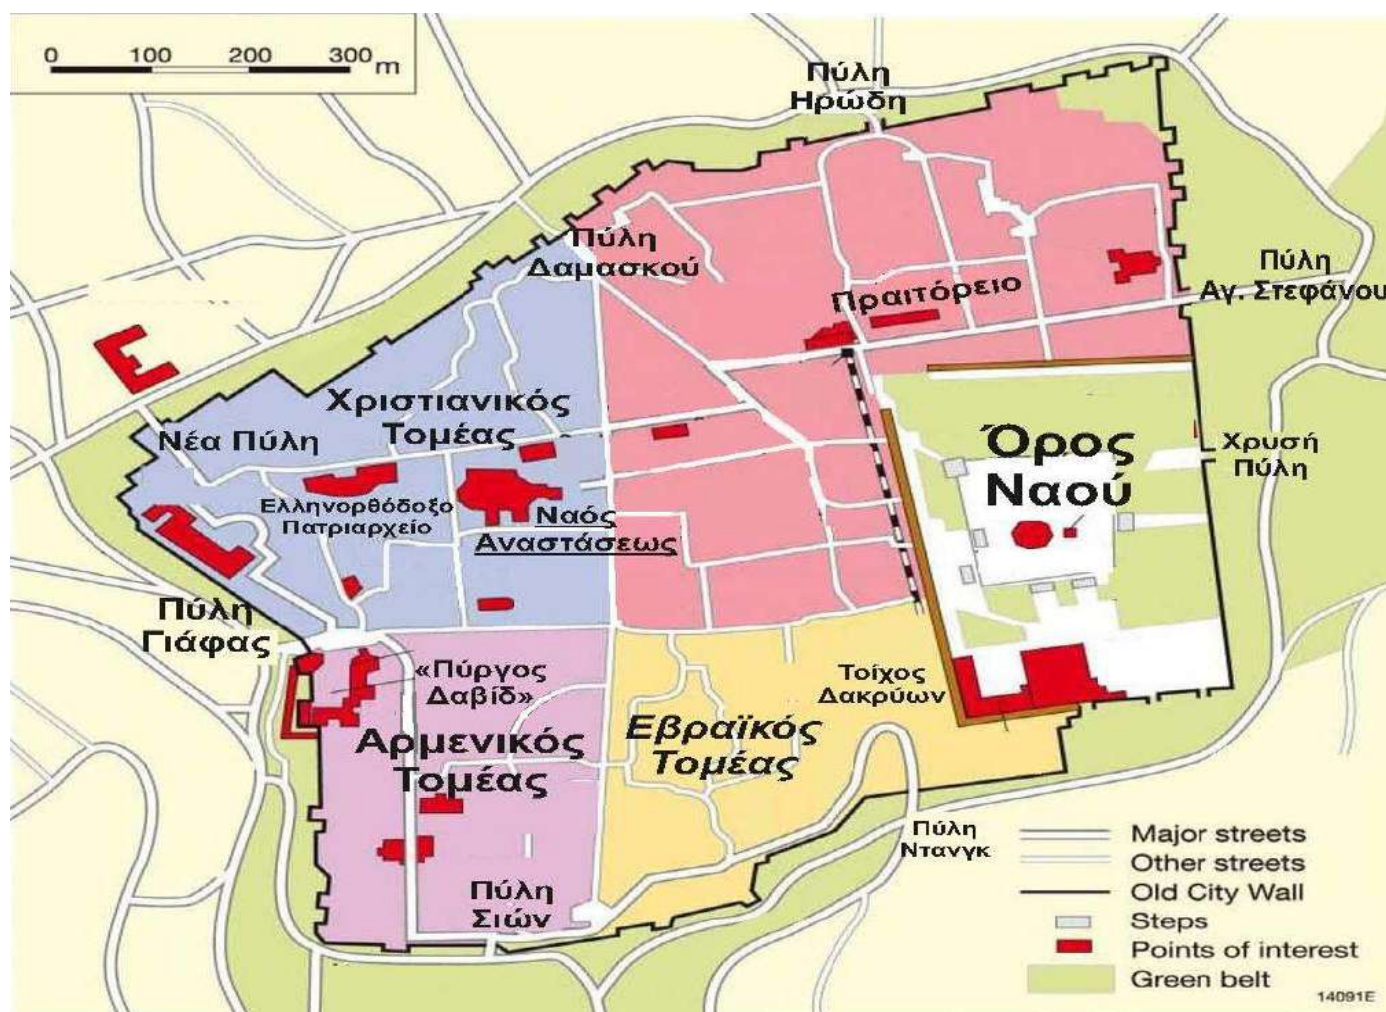 0 100 200 300 m
Πύλη
Ηρώδη
Πύλη
Δαμασκού
Πύλη
Αγ. Στεφάνου
Πραιτόρειο
Χριστιανικός
Τομέας
Νέα Πύλη
Όρος
Ναού
Χρυσή
Πύλη
Ελληνορθόδοξο
Πατριαρχείο
Ναός
Αναστάσεως
Πύλη
Γιάφας
«Πύργος
Δαβίδ»
Τοίχος
Δακρύων
Αρμενικός
Τομέας
Εβραϊκός
Τομέας
Πύλη
Ντανγκ
Πύλη
Σιών
Major streets
Other streets
Old City Wall
Steps
Points of interest
Green belt
14091E